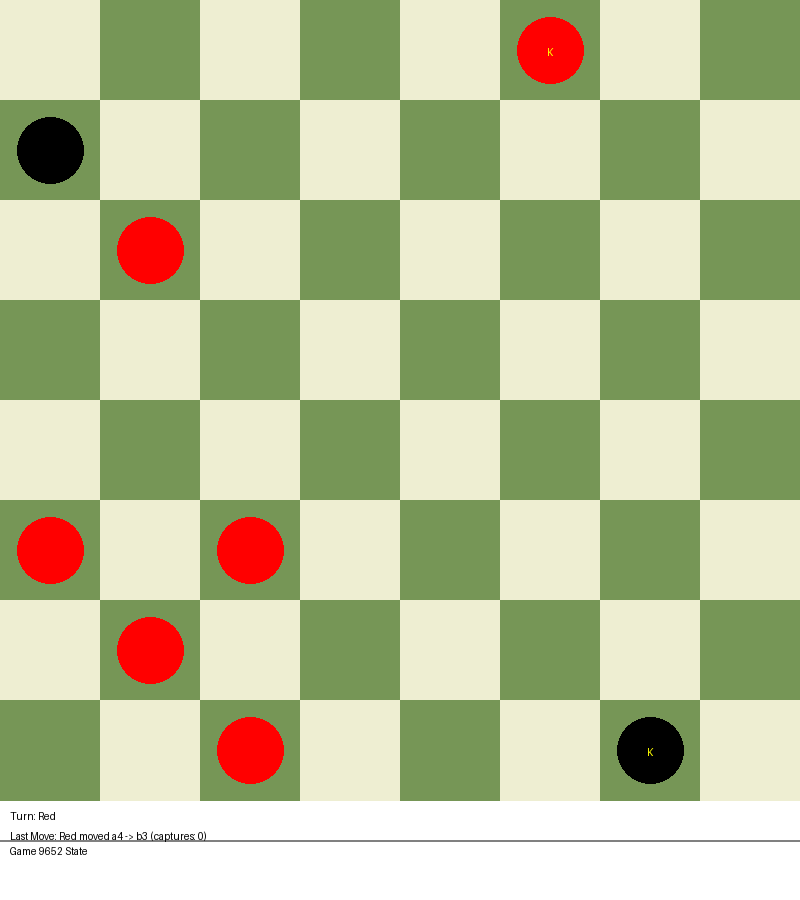 K
K
Turn: Red
Last Move: Red moved a4 -> b3 (captures: 0)
Game 9652 State